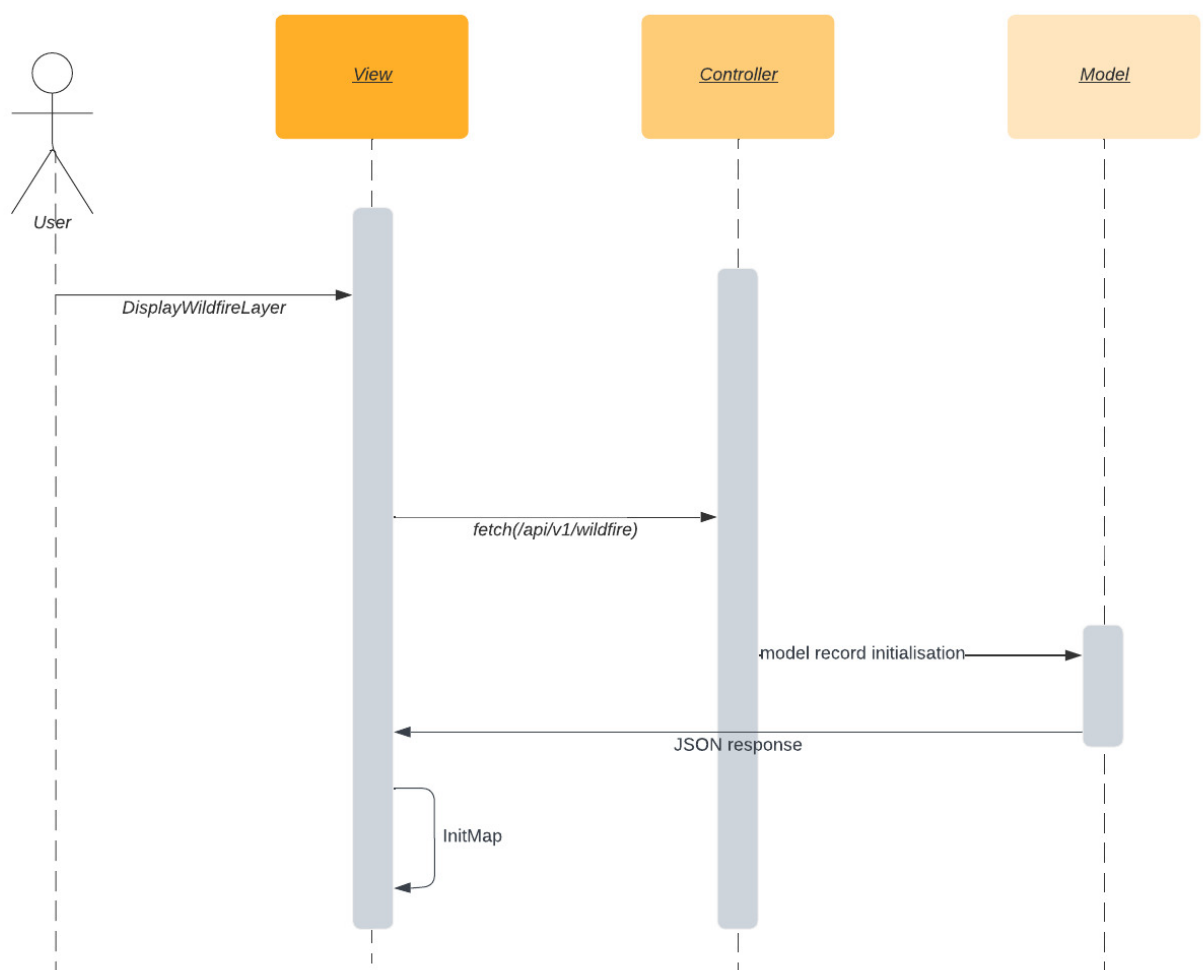 View
Controller
Model
User
DisplayWildfireLayer
fetch(/api/v1/wildfire)
model record initialisation
JSON response
InitMap